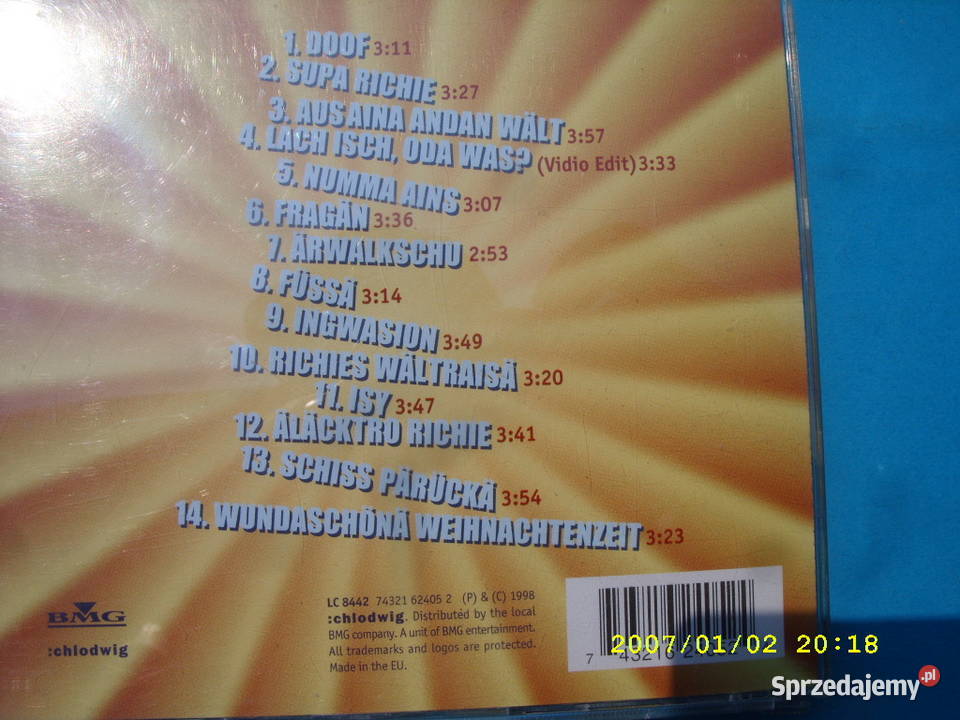 1. DOOF 3:11
2. SUPA RICHIE 3:27
3. AUS AINA ANDAN WÄLT 3:57
4. LACH ISCH, ODA WAS? (Vidio Edit) 3:33
5. NUMMA AINS 3:07
6. FRAGÄN 3:36
7. ÄRWALKSCHU 2:53
8. FÜSSÄ 3:14
9. INGWASION 3:49
10. RICHIES WÄLTRAISÄ 3:20
11. ISY 3:47
12. ÄLÄCKTRO RICHIE 3:41
13. SCHISS PÄRÜCKÄ 3:54
14. WUNDASCHÖNÄ WEIHNACHTENZEIT 3:23
LC 8442 74321 62405 2 (P) & (C) 1998
:chlodwig. Distributed by the local
BMG company. A unit of BMG entertainment.
All trademarks and logos are protected.
Made in the EU.
BMG
:chlodwig
2007/01/02 20:18
Sprzedajemy.pl